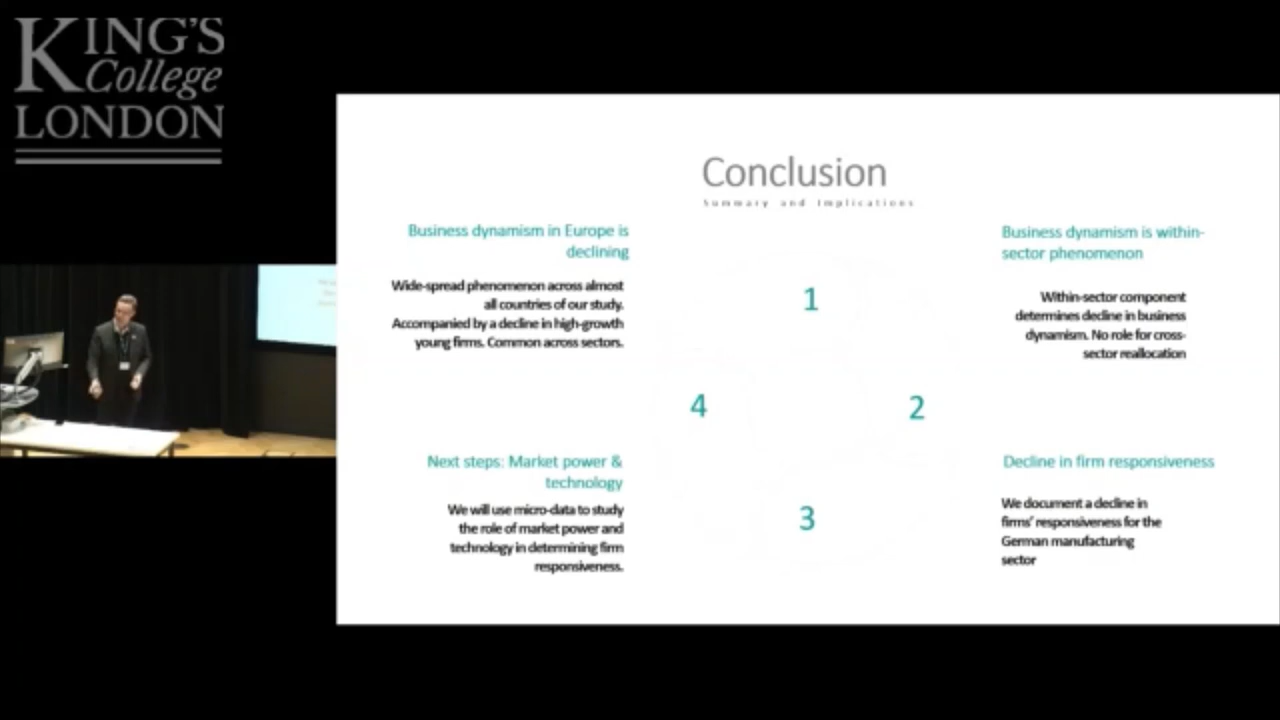 KING'S
College
LONDON
Conclusion
Summary and Implications
Business dynamism in Europe is
declining
Wide-spread phenomenon across almost
all countries of our study.
Accompanied by a decline in high-growth
young firms. Common across sectors.
Business dynamism is within-
sector phenomenon
Within-sector component
determines decline in business
dynamism. No role for cross-
sector reallocation
1
4
2
3
Next steps: Market power &
technology
We will use micro-data to study
the role of market power and
technology in determining firm
responsiveness.
Decline in firm responsiveness
We document a decline in
firms' responsiveness for the
German manufacturing
sector